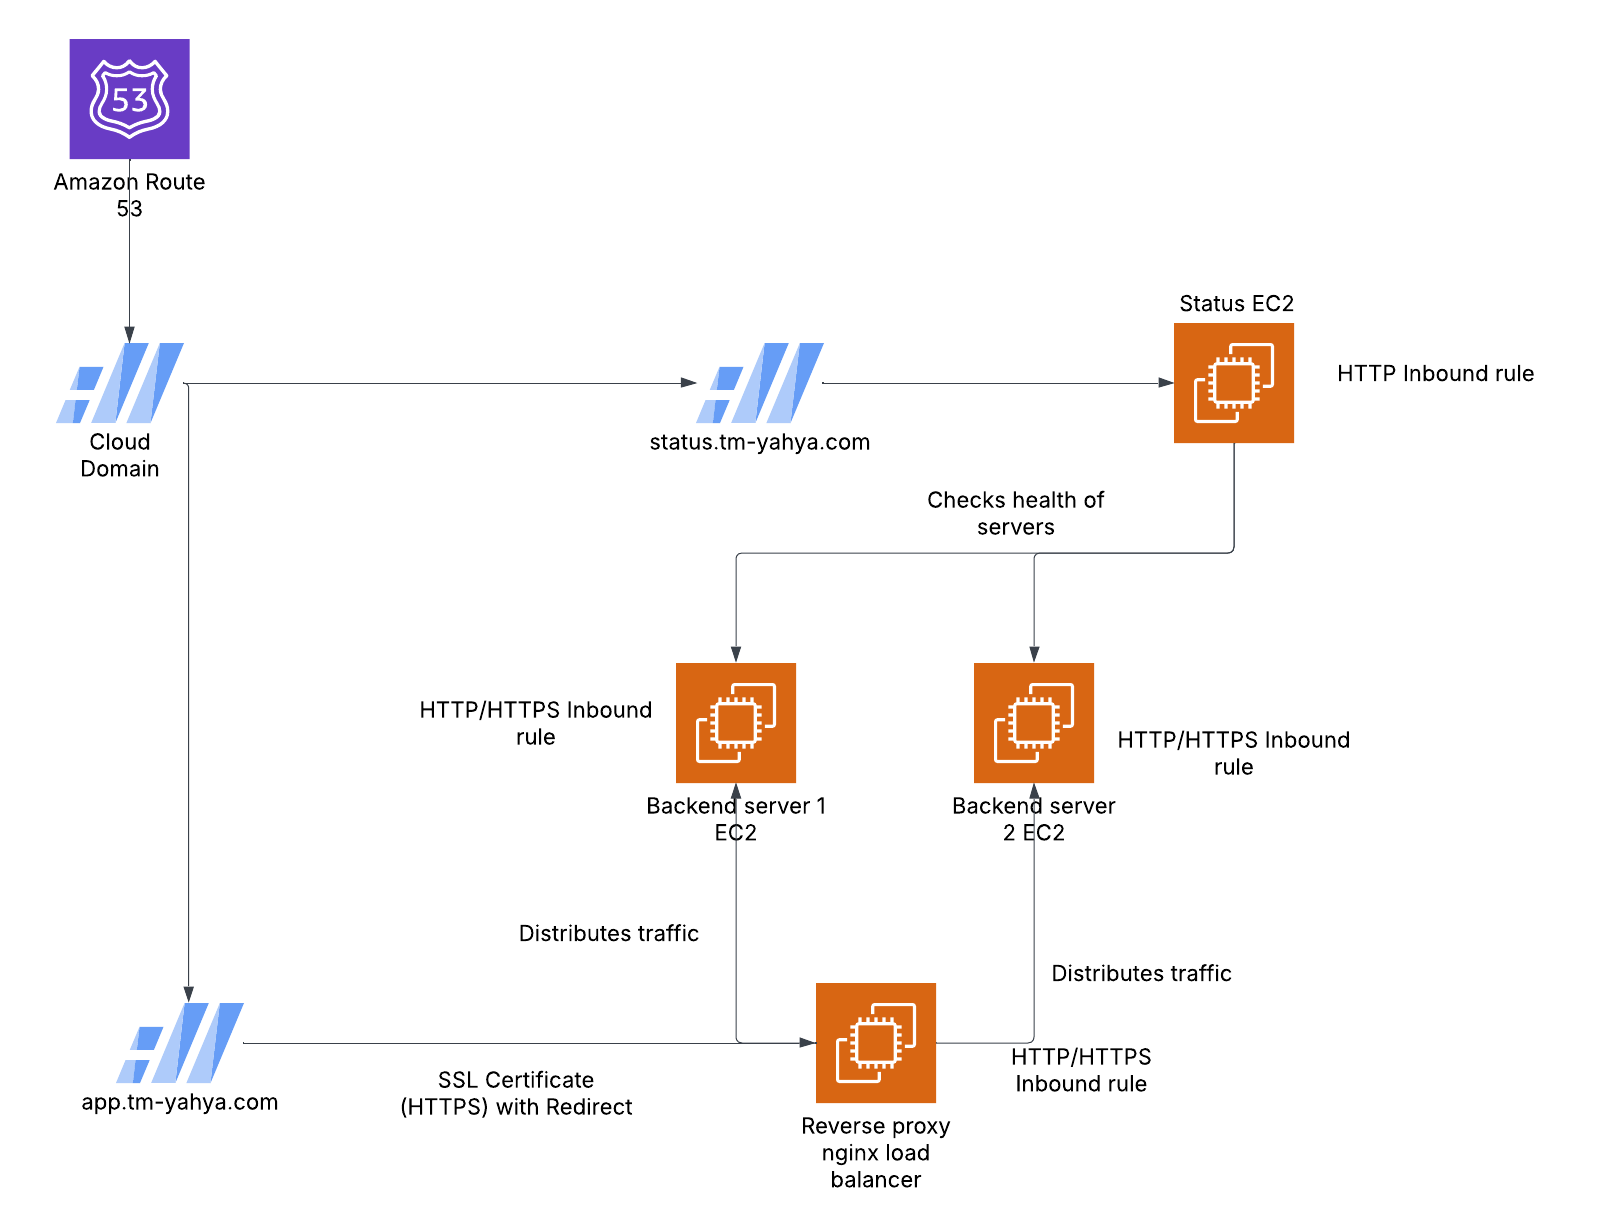 53
Amazon Route
53
Status EC2
HTTP Inbound rule
Cloud
Domain
status.tm-yahya.com
Checks health of
servers
HTTP/HTTPS Inbound
rule
HTTP/HTTPS Inbound
rule
Backend server 1
EC2
Backend server
2 EC2
Distributes traffic
Distributes traffic
HTTP/HTTPS
Inbound rule
SSL Certificate
(HTTPS) with Redirect
app.tm-yahya.com
Reverse proxy
nginx load
balancer